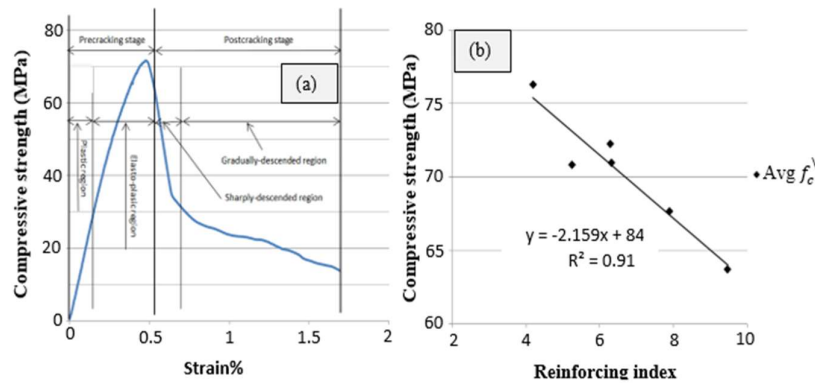 Precracking stage
Postcracking stage
(a)
Plastic region
Elasto-plasic region
Gradually-descended region
Sharply-descended region
Compressive strength (MPa)
80
60
40
20
0
0
0.5
1
1.5
2
Strain%
(b)
Compressive strength (MPa)
80
75
70
65
60
y = -2.159x + 84
R² = 0.91
2
4
6
8
10
Reinforcing index
Avg f_c^\